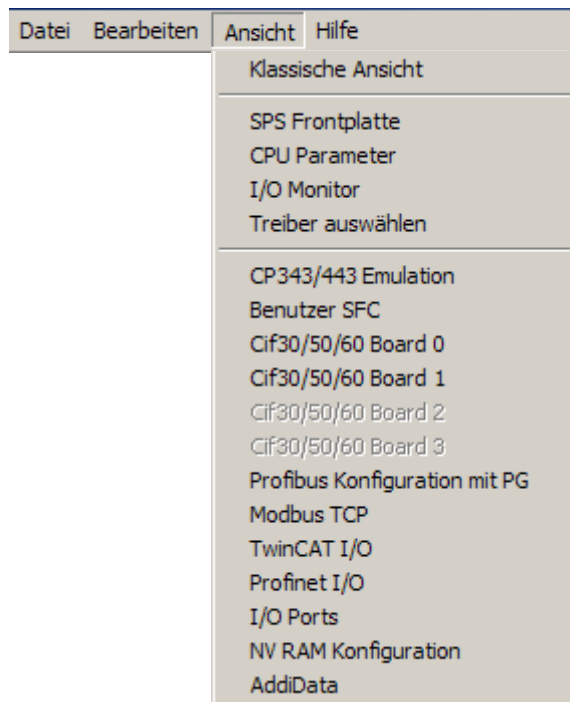 Datei Bearbeiten Ansicht Hilfe
Klassische Ansicht
SPS Frontplatte
CPU Parameter
I/O Monitor
Treiber auswählen
CP343/443 Emulation
Benutzer SFC
Cif30/50/60 Board 0
Cif30/50/60 Board 1
Cif30/50/60 Board 2
Cif30/50/60 Board 3
Profibus Konfiguration mit PG
Modbus TCP
TwinCAT I/O
Profinet I/O
I/O Ports
NV RAM Konfiguration
AddiData